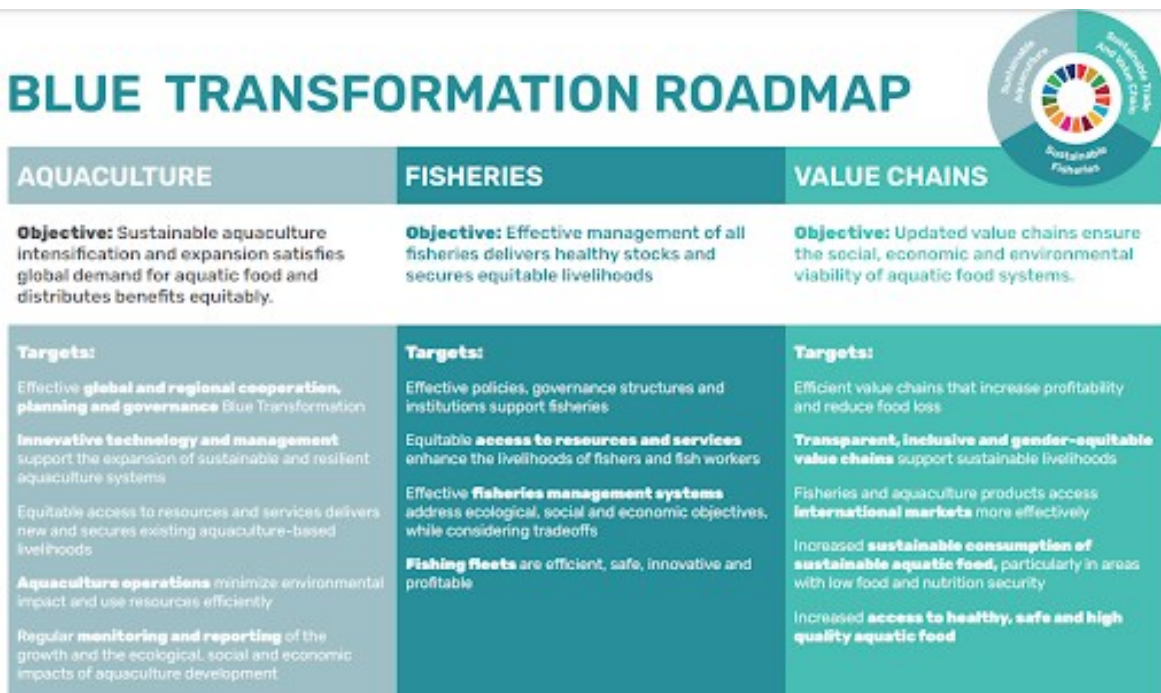 BLUE TRANSFORMATION ROADMAP
Sustainable
Aquaculture
Sustainable Trade
And Value Chain
Sustainable
Fisheries
AQUACULTURE
Objective: Sustainable aquaculture
intensification and expansion satisfies
global demand for aquatic food and
distributes benefits equitably.
Targets:
Effective global and regional cooperation,
planning and governance Blue Transformation
Innovative technology and management
support the expansion of sustainable and resilient
aquaculture systems
Equitable access to resources and services delivers
new and secures existing aquaculture-based
livelihoods
Aquaculture operations minimize environmental
impact and use resources efficiently
Regular monitoring and reporting of the
growth and the ecological, social and economic
impacts of aquaculture development
FISHERIES
Objective: Effective management of all
fisheries delivers healthy stocks and
secures equitable livelihoods
Targets:
Effective policies, governance structures and
institutions support fisheries
Equitable access to resources and services
enhance the livelihoods of fishers and fish workers
Effective fisheries management systems
address ecological, social and economic objectives,
while considering tradeoffs
Fishing fleets are efficient, safe, innovative and
profitable
VALUE CHAINS
Objective: Updated value chains ensure
the social, economic and environmental
viability of aquatic food systems.
Targets:
Efficient value chains that increase profitability
and reduce food loss
Transparent, inclusive and gender-equitable
value chains support sustainable livelihoods
Fisheries and aquaculture products access
international markets more effectively
Increased sustainable consumption of
sustainable aquatic food, particularly in areas
with low food and nutrition security
Increased access to healthy, safe and high
quality aquatic food